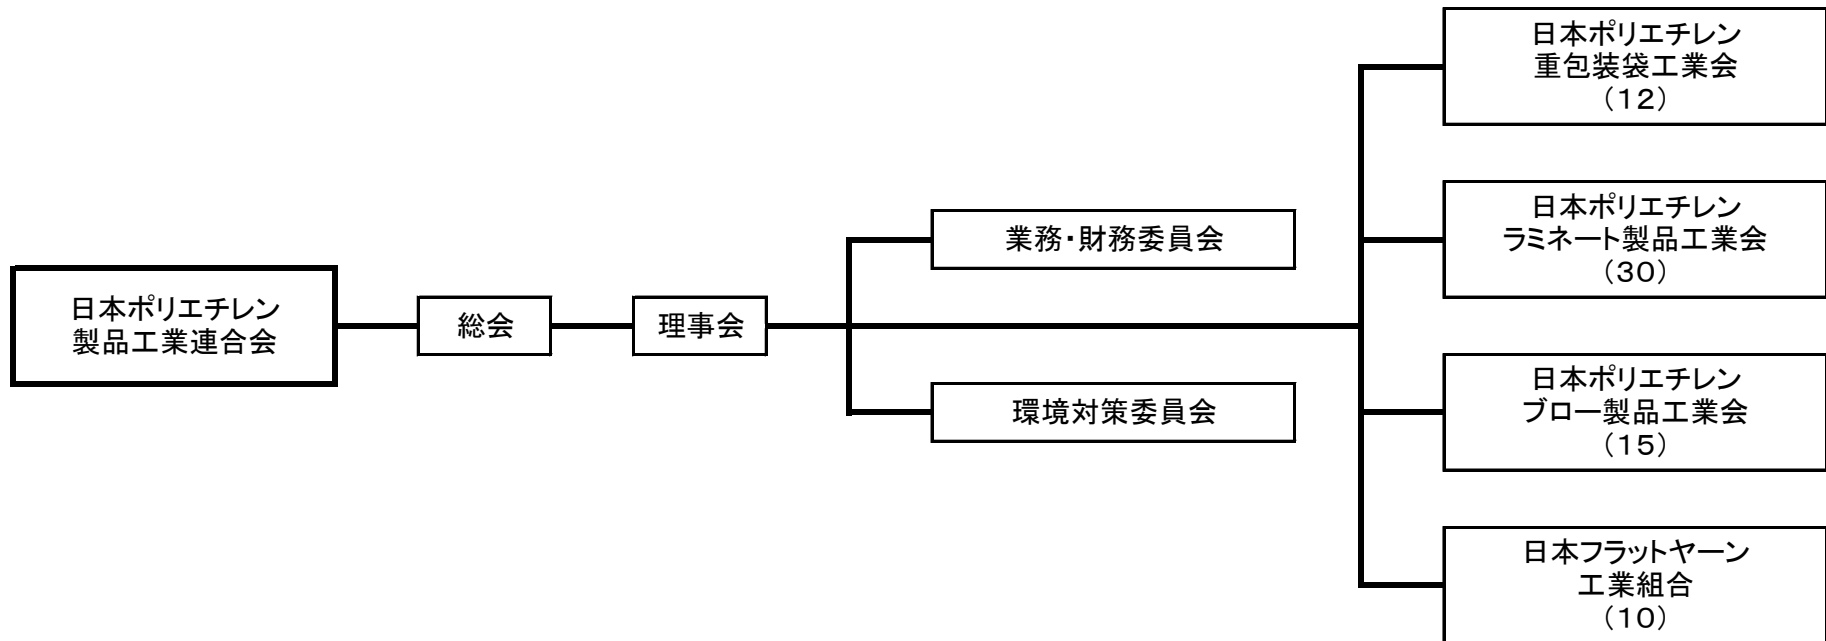 日本ポリエチレン
製品工業連合会
総会
理事会
業務・財務委員会
環境対策委員会
日本ポリエチレン
重包装袋工業会
(12)
日本ポリエチレン
ラミネート製品工業会
(30)
日本ポリエチレン
ブロー製品工業会
(15)
日本フラットヤーン
工業組合
(10)